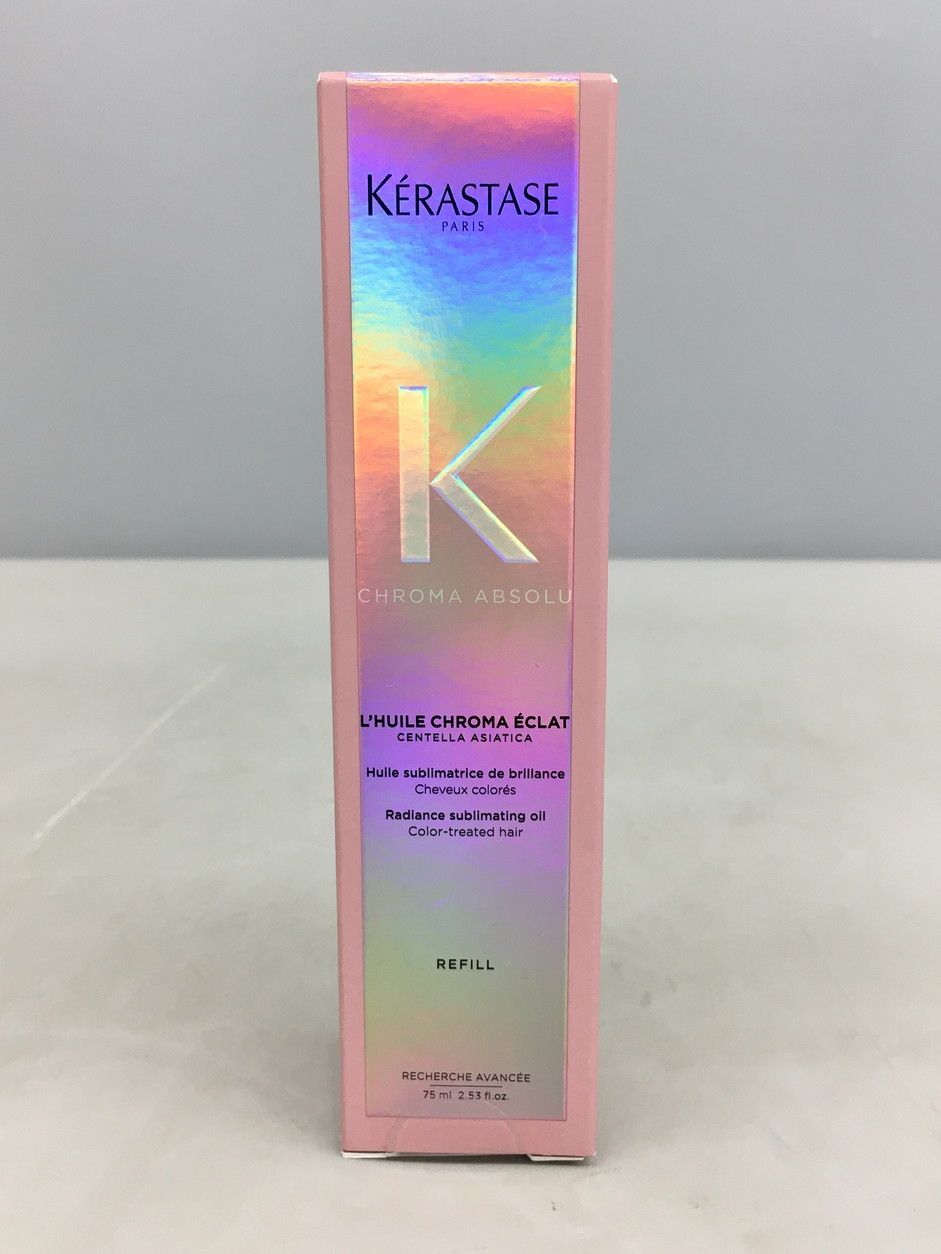 KÉRASTASE
PARIS
K
CHROMA ABSOLU
L'HUILE CHROMA ÉCLAT
CENTELLA ASIATICA
Huile sublimatrice de brillance
Cheveux colorés
Radiance sublimating oil
Color-treated hair
REFILL
RECHERCHE AVANCÉE
75 ml 2.53 fl.oz.